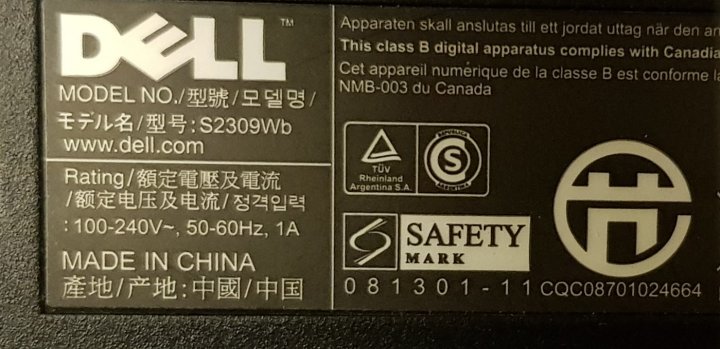 DELL™
MODEL NO./型號/모델명/
モデル名/型号:S2309Wb
www.dell.com
Rating/額定電壓及電流
/额定电压及电流/정격입력
:100-240V~, 50-60Hz, 1A
MADE IN CHINA
產地/产地:中國/中国
Apparaten skall anslutas till ett jordat uttag när den
This class B digital apparatus complies with Canadia
Cet appareil numérique de la classe B est conforme
NMB-003 du Canada
TÜV
Rheinland
Argentina S.A.
S
ARGENTINA
SAFETY
MARK
081301-11
CQC08701024664